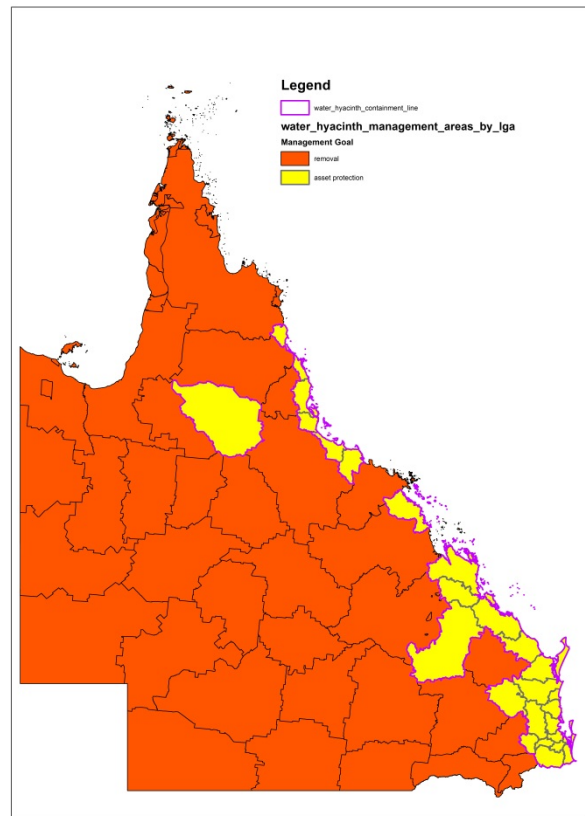 Legend
water_hyacinth_containment_line
water_hyacinth_management_areas_by_lga
Management Goal
removal
asset protection